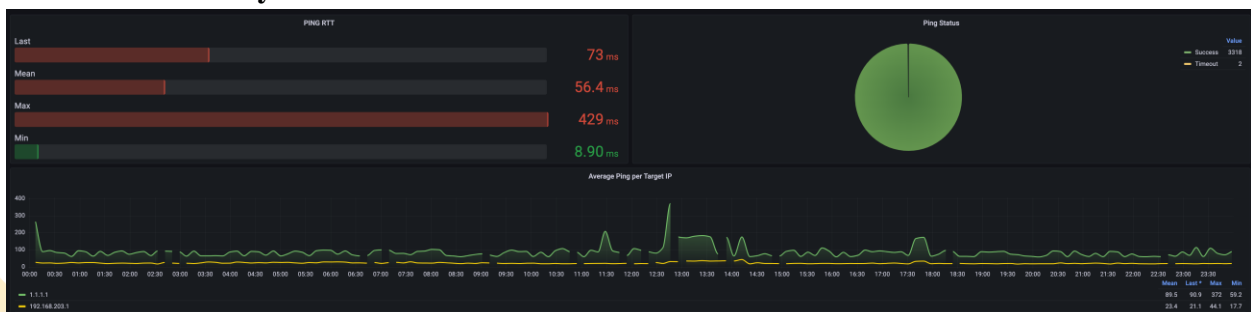 PING RTT
Last
73 ms
Mean
56.4 ms
Max
429 ms
Min
8.90 ms
Ping Status
Value
Success 3318
Timeout 2
Average Ping per Target IP
400
300
200
100
0
00:00 00:30 01:00 01:30 02:00 02:30 03:00 03:30 04:00 04:30 05:00 05:30 06:00 06:30 07:00 07:30 08:00 08:30 09:00 09:30 10:00 10:30 11:00 11:30 12:00 12:30 13:00 13:30 14:00 14:30 15:00 15:30 16:00 16:30 17:00 17:30 18:00 18:30 19:00 19:30 20:00 20:30 21:00 21:30 22:00 22:30 23:00 23:30
Mean Last * Max Min
1.1.1.1 89.5 90.9 372 59.2
192.168.203.1 23.4 21.1 44.1 17.7